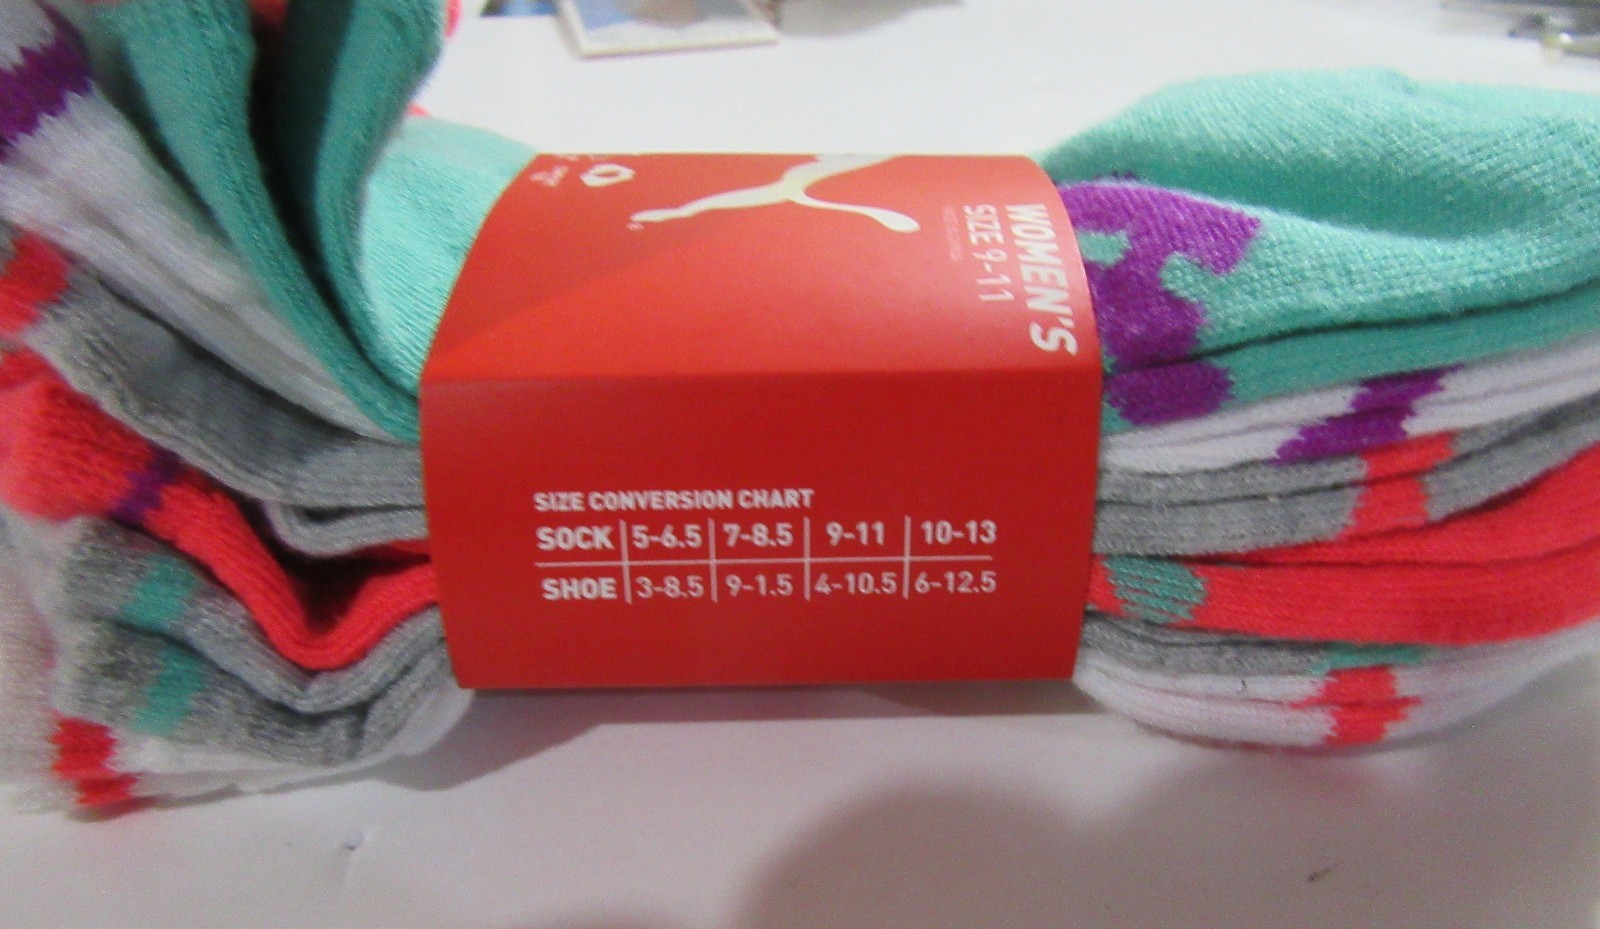 WOMEN'S
SIZE 9-11
SIZE CONVERSION CHART
SOCK 5-6.5 7-8.5 9-11 10-13
SHOE 3-8.5 9-1.5 4-10.5 6-12.5